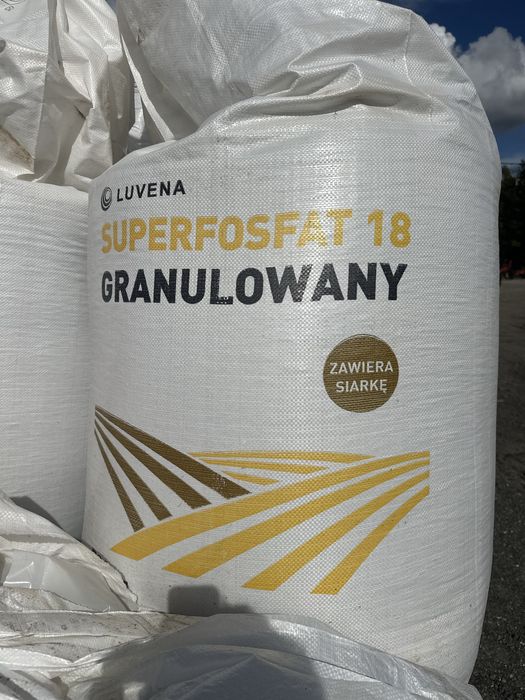 LUVENA
SUPERFOSFAT 18
GRANULOWANY
ZAWIERA
SIARKĘ